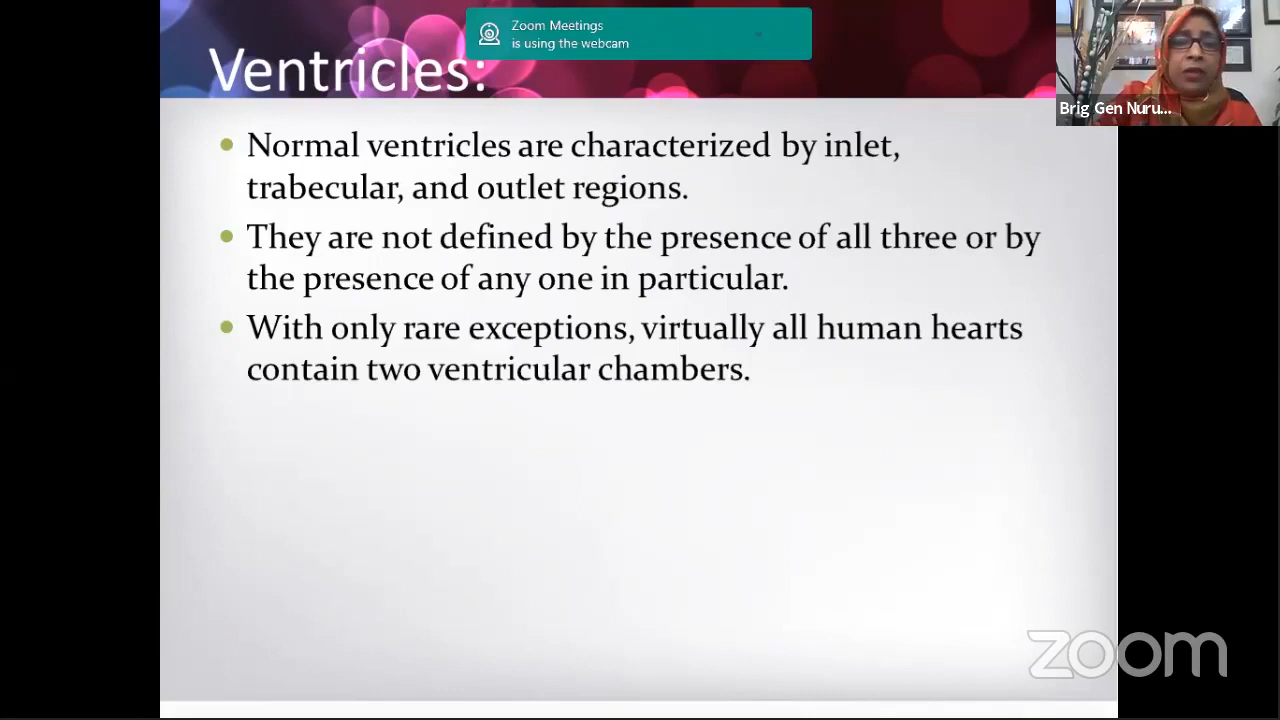 Zoom Meetings
is using the webcam
Ventricles:
Brig Gen Nuru...
• Normal ventricles are characterized by inlet,
trabecular, and outlet regions.
• They are not defined by the presence of all three or by
the presence of any one in particular.
• With only rare exceptions, virtually all human hearts
contain two ventricular chambers.
zoom